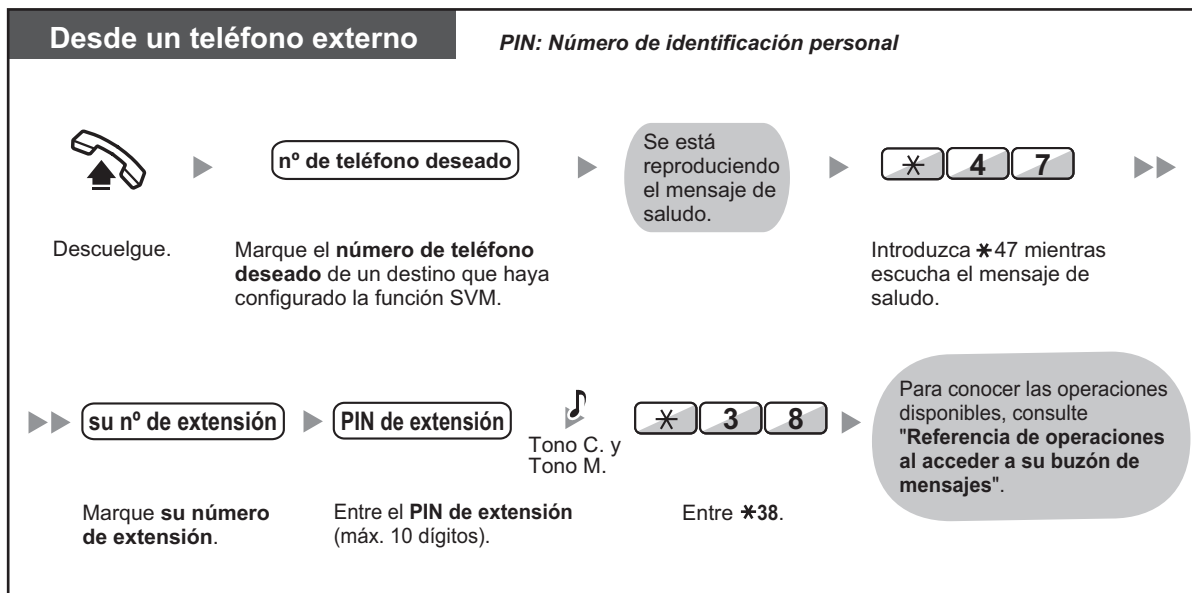 Desde un teléfono externo
PIN: Número de identificación personal
nº de teléfono deseado
Se está
reproduciendo
el mensaje de
saludo.
✳ 4 7
Descuelgue.
Marque el número de teléfono
deseado de un destino que haya
configurado la función SVM.
Introduzca ✳47 mientras
escucha el mensaje de
saludo.
su nº de extensión
PIN de extensión
Tono C. y
Tono M.
✳ 3 8
Para conocer las operaciones
disponibles, consulte
"Referencia de operaciones
al acceder a su buzón de
mensajes".
Marque su número
de extensión.
Entre el PIN de extensión
(máx. 10 dígitos).
Entre ✳38.